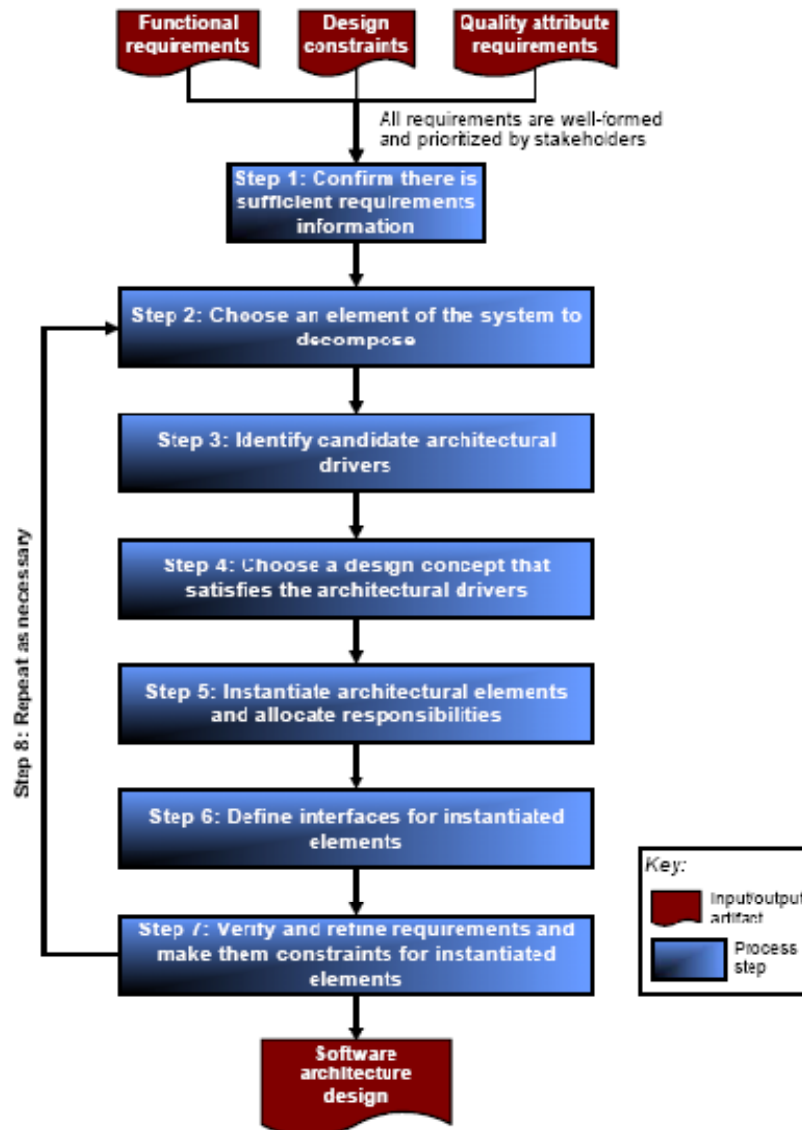 Functional
requirements
Design
constraints
Quality attribute
requirements
All requirements are well-formed
and prioritized by stakeholders
Step 1: Confirm there is
sufficient requirements
information
Step 2: Choose an element of the system to
decompose
Step 3: Identify candidate architectural
drivers
Step 4: Choose a design concept that
satisfies the architectural drivers
Step 5: Instantiate architectural elements
and allocate responsibilities
Step 6: Define interfaces for instantiated
elements
Step 7: Verify and refine requirements and
make them constraints for instantiated
elements
Step 8: Repeat as necessary
Software
architecture
design
Key:
Input/output
artifact
Process
step